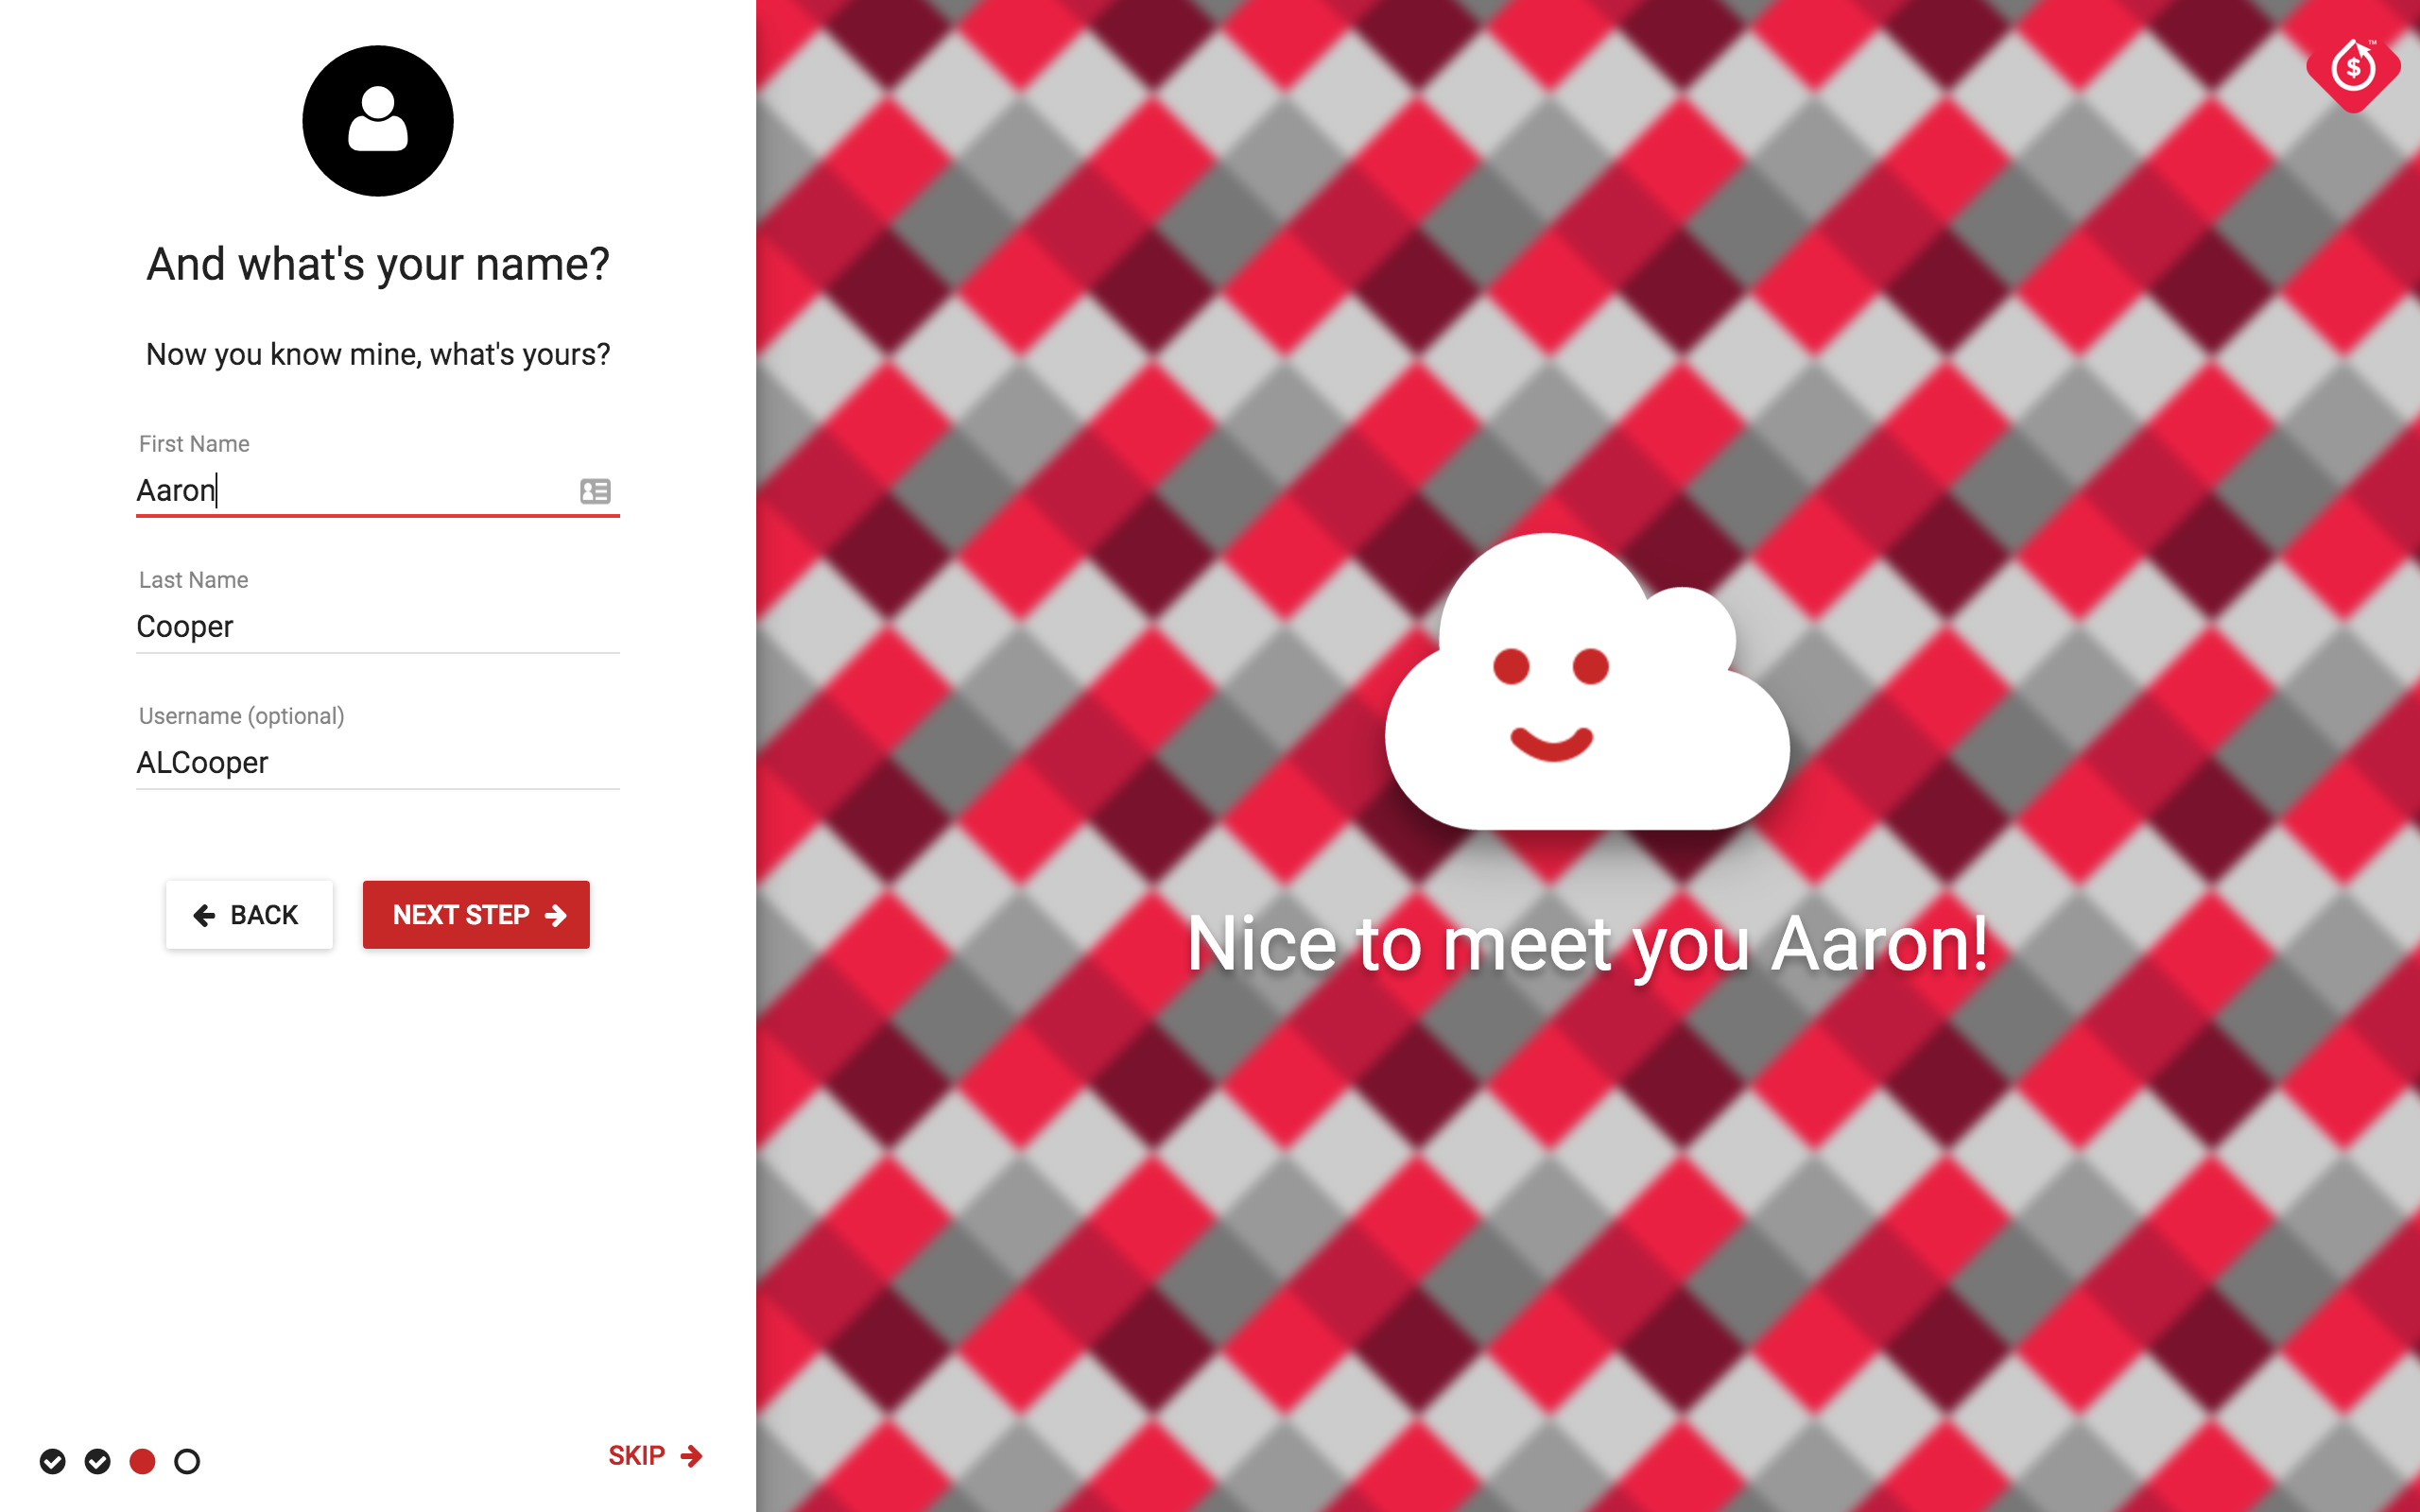 And what's your name?
Now you know mine, what's yours?
First Name
Aaron
Last Name
Cooper
Username (optional)
ALCooper
BACK
NEXT STEP
SKIP
$
TM
Nice to meet you Aaron!